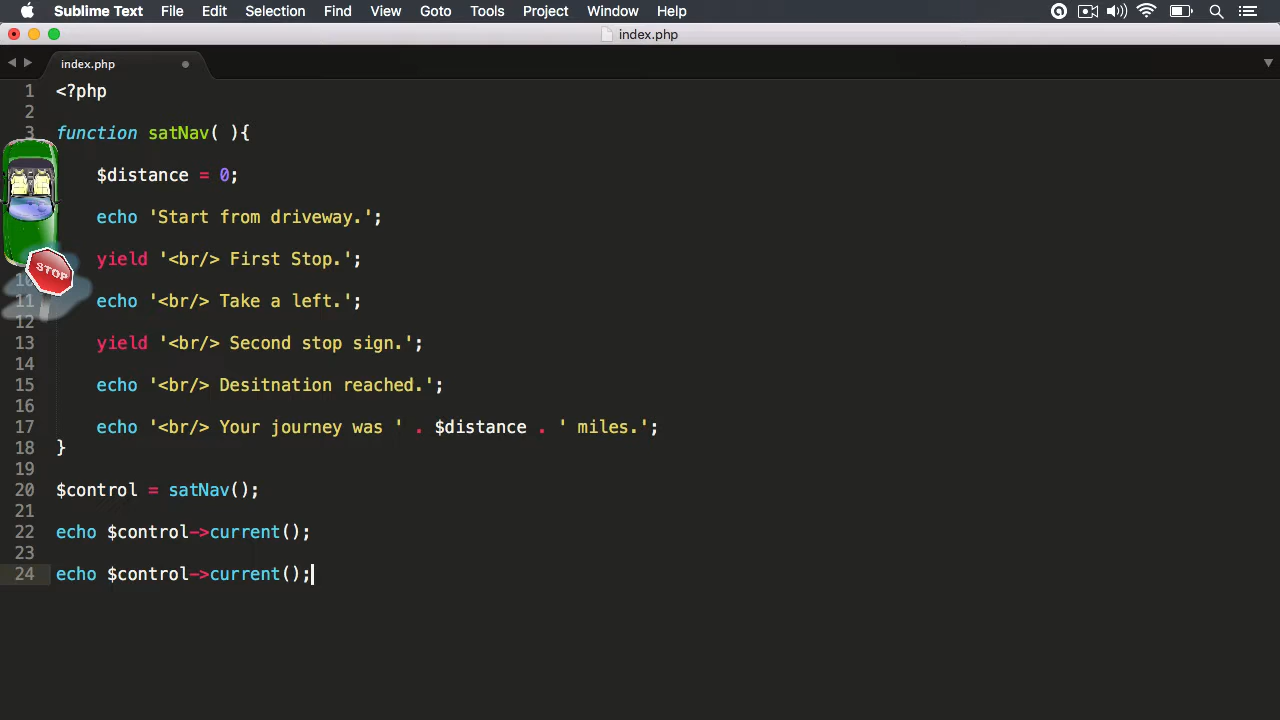 Sublime Text File Edit Selection Find View Goto Tools Project Window Help
index.php
index.php
1 <?php
2
3 function satNav( ){
$distance = 0;
echo 'Start from driveway.';
yield '<br/> First Stop.';
STOP
10
11 echo '<br/> Take a left.';
12
13 yield '<br/> Second stop sign.';
14
15 echo '<br/> Desitnation reached.';
16
17 echo '<br/> Your journey was ' . $distance . ' miles.';
18 }
19
20 $control = satNav();
21
22 echo $control->current();
23
24 echo $control->current();